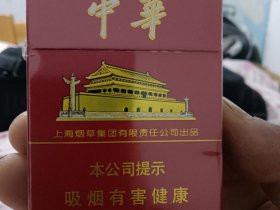 中華
上海烟草集团有限责任公司出品
本公司提示
吸烟有害健康